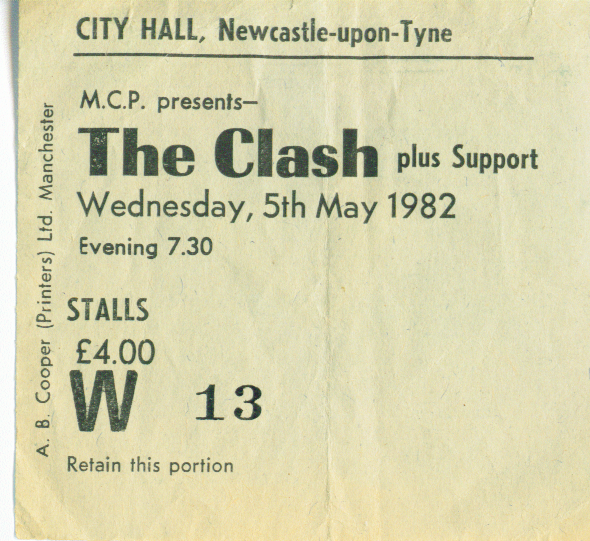 CITY HALL, Newcastle-upon-Tyne
M.C.P. presents—
The Clash plus Support
Wednesday, 5th May 1982
Evening 7.30
STALLS
£4.00
W 13
Retain this portion
A. B. Cooper (Printers) Ltd. Manchester